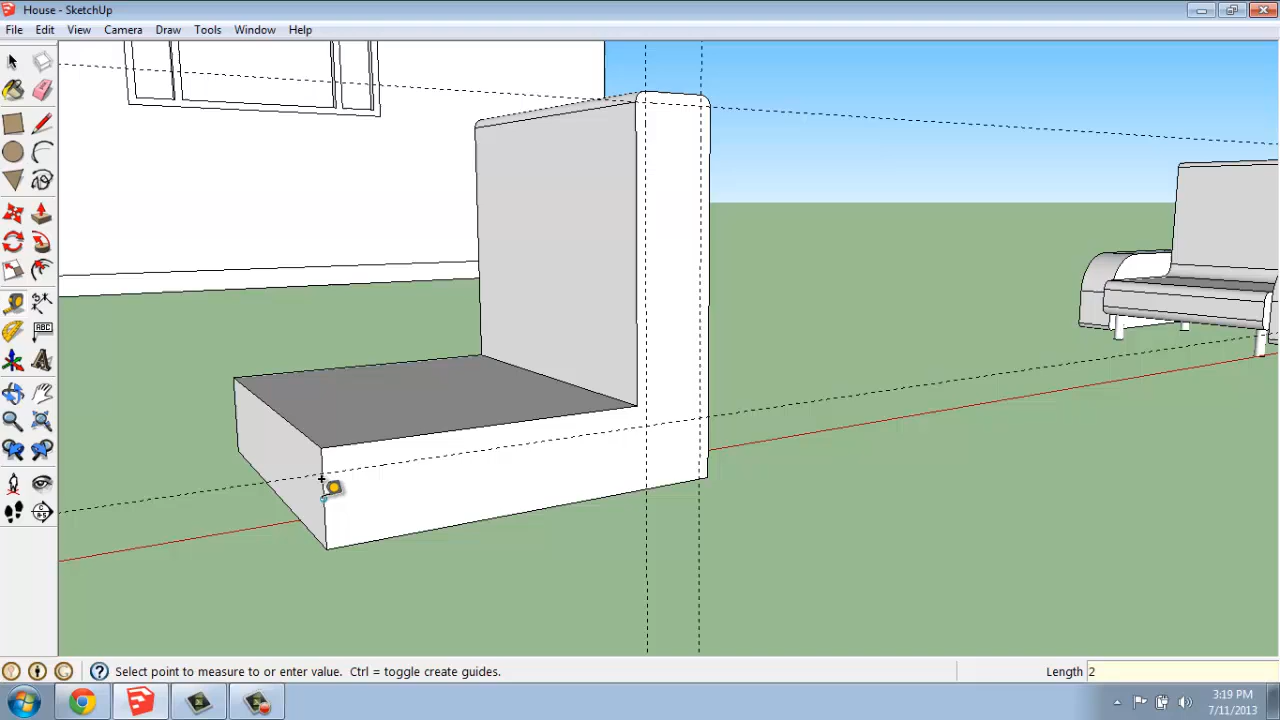 House - SketchUp
File Edit View Camera Draw Tools Window Help
ABC
Select point to measure to or enter value. Ctrl = toggle create guides.
Length 2
3:19 PM
7/11/2013